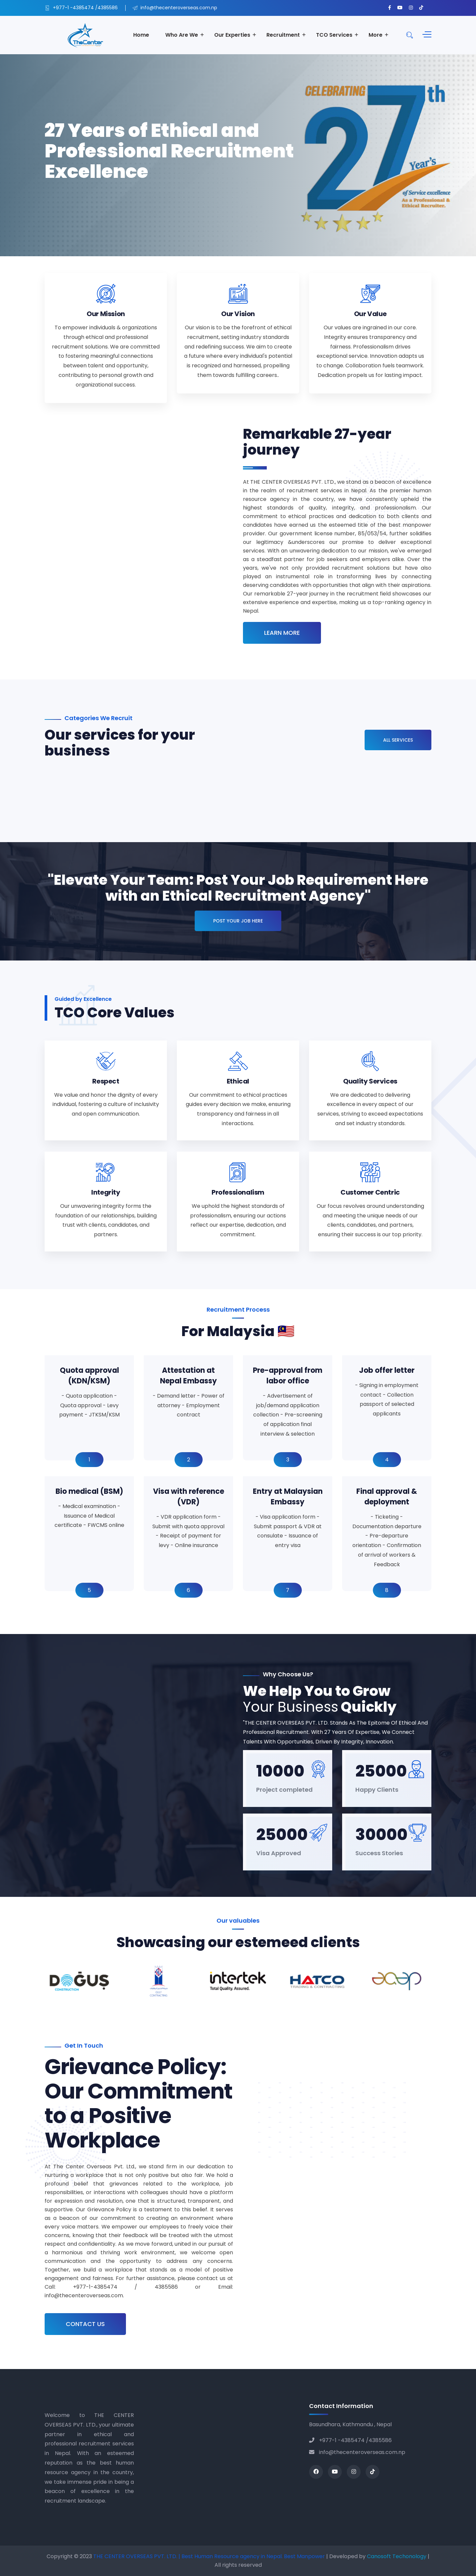 +977-1 -4385474 /4385586
info@thecenteroverseas.com.np
TheCenter
Home
Who Are We +
Our Experties +
Recruitment +
TCO Services +
More +
27 Years of Ethical and
Professional Recruitment
Excellence
27th
Year's
of Service excellence
As a Professional &
Ethical Recruiter.
Our Mission
To empower individuals & organizations
through ethical and professional
recruitment solutions. We are committed
to fostering meaningful connections
between talent and opportunity,
contributing to personal growth and
organizational success.
Our Vision
Our vision is to be the forefront of ethical
recruitment, setting industry standards
and redefining success. We aim to create
a future where every individual's potential
is recognized and harnessed, propelling
them towards fulfilling careers..
Our Value
Our values are ingrained in our core.
Integrity ensures transparency and
fairness. Professionalism drives
exceptional service. Innovation adapts us
to change. Collaboration fuels teamwork.
Dedication propels us for lasting impact.
Remarkable 27-year
journey
At THE CENTER OVERSEAS PVT. LTD., we stand as a beacon of excellence
in the realm of recruitment services in Nepal. As the premier human
resource agency in the country, we have consistently upheld the
highest standards of quality, integrity, and professionalism. Our
commitment to ethical practices and dedication to both clients and
candidates have earned us the esteemed title of the best manpower
provider. Our government license number, 85/053/54, further solidifies
our legitimacy &underscores our promise to deliver exceptional
services. With an unwavering dedication to our mission, we've emerged
as a steadfast partner for job seekers and employers alike. Over the
years, we've not only provided recruitment solutions but have also
played an instrumental role in transforming lives by connecting
deserving candidates with opportunities that align with their aspirations.
Our remarkable 27-year journey in the recruitment field showcases our
extensive experience and expertise, making us a top-ranking agency in
Nepal.
LEARN MORE
Categories We Recruit
Our services for your
business
ALL SERVICES
"Elevate Your Team: Post Your Job Requirement Here
with an Ethical Recruitment Agency"
POST YOUR JOB HERE
Guided by Excellence
TCO Core Values
Respect
We value and honor the dignity of every
individual, fostering a culture of inclusivity
and open communication.
Ethical
Our commitment to ethical practices
guides every decision we make, ensuring
transparency and fairness in all
interactions.
Quality Services
We are dedicated to delivering
excellence in every aspect of our
services, striving to exceed expectations
and set industry standards.
Integrity
Our unwavering integrity forms the
foundation of our relationships, building
trust with clients, candidates, and
partners.
Professionalism
We uphold the highest standards of
professionalism, ensuring our actions
reflect our expertise, dedication, and
commitment.
Customer Centric
Our focus revolves around understanding
and meeting the unique needs of our
clients, candidates, and partners,
ensuring their success is our top priority.
Recruitment Process
For Malaysia
Quota approval
(KDN/KSM)
- Quota application -
Quota approval - Levy
payment - JTKSM/KSM
1
Attestation at
Nepal Embassy
- Demand letter - Power of
attorney - Employment
contract
2
Pre-approval from
labor office
- Advertisement of
job/demand application
collection - Pre-screening
of application final
interview & selection
3
Job offer letter
- Signing in employment
contact - Collection
passport of selected
applicants
4
Bio medical (BSM)
- Medical examination -
Issuance of Medical
certificate - FWCMS online
5
Visa with reference
(VDR)
- VDR application form -
Submit with quota approval
- Receipt of payment for
levy - Online insurance
6
Entry at Malaysian
Embassy
- Visa application form -
Submit passport & VDR at
consulate - Issuance of
entry visa
7
Final approval &
deployment
- Ticketing -
Documentation departure
- Pre-departure
orientation - Confirmation
of arrival of workers &
Feedback
8
Why Choose Us?
We Help You to Grow
Your Business Quickly
"THE CENTER OVERSEAS PVT. LTD. Stands As The Epitome Of Ethical And
Professional Recruitment. With 27 Years Of Expertise, We Connect
Talents With Opportunities, Driven By Integrity, Innovation.
10000
Project completed
25000
Happy Clients
25000
Visa Approved
30000
Success Stories
Our valuables
Showcasing our esteemed clients
DOĞUŞ
CONSTRUCTION
intertek
Total Quality. Assured.
HATCO
Get In Touch
Grievance Policy:
Our Commitment
to a Positive
Workplace
At The Center Overseas Pvt. Ltd., we stand firm in our dedication to
nurturing a workplace that is not only positive but also fair. We hold a
profound belief that grievances related to the workplace, job
responsibilities, or interactions with colleagues should have a platform
for expression and resolution, one that is structured, transparent, and
supportive. Our Grievance Policy is a testament to this belief. It serves
as a beacon of our commitment to creating an environment where
every voice matters. We empower our employees to freely voice their
concerns, knowing that their feedback will be treated with the utmost
respect and confidentiality. As we move forward, united in our pursuit of
a harmonious and thriving work environment, we welcome open
communication and the opportunity to address any concerns.
Together, we build a workplace that stands as a model of positive
engagement and fairness. For further assistance, please contact us at
Call: +977-1-4385474 / 4385586 or Email:
info@thecenteroverseas.com
CONTACT US
Welcome to THE CENTER
OVERSEAS PVT. LTD., your ultimate
partner in ethical and
professional recruitment services
in Nepal. With an esteemed
reputation as the best human
resource agency in the country,
we take immense pride in being a
beacon of excellence in the
recruitment landscape.
Contact Information
Basundhara, Kathmandu , Nepal
+977-1 -4385474 /4385586
info@thecenteroverseas.com.np
Copyright © 2023 THE CENTER OVERSEAS PVT. LTD. | Best Human Resource Agency in Nepal, Best Manpower | Developed by Canosoft Techonology |
All rights reserved